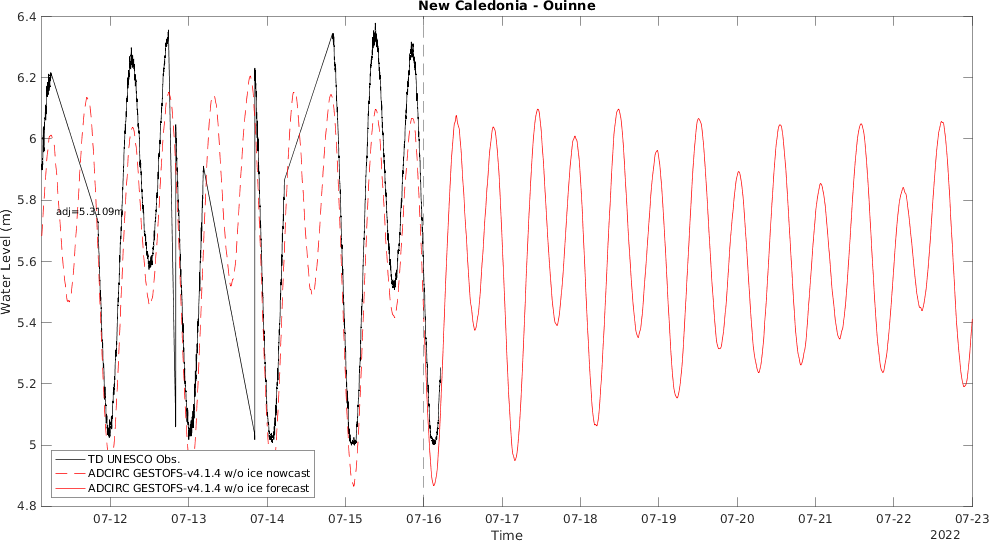 New Caledonia - Ouinne
6.4
6.2
6
5.8
5.6
5.4
5.2
5
4.8
Water Level (m)
adj=5.3109m
TD UNESCO Obs.
ADCIRC GESTOFS-v4.1.4 w/o ice nowcast
ADCIRC GESTOFS-v4.1.4 w/o ice forecast
07-12 07-13 07-14 07-15 07-16 07-17 07-18 07-19 07-20 07-21 07-22 07-23
Time
2022